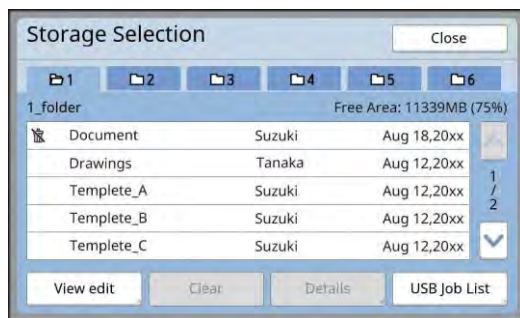 Storage Selection Close
1 2 3 4 5 6
1_folder Free Area: 11339MB (75%)
Document Suzuki Aug 18,20xx
Drawings Tanaka Aug 12,20xx
Templete_A Suzuki Aug 12,20xx
Templete_B Suzuki Aug 12,20xx
Templete_C Suzuki Aug 12,20xx
1
/
2
View edit Clear Details USB Job List